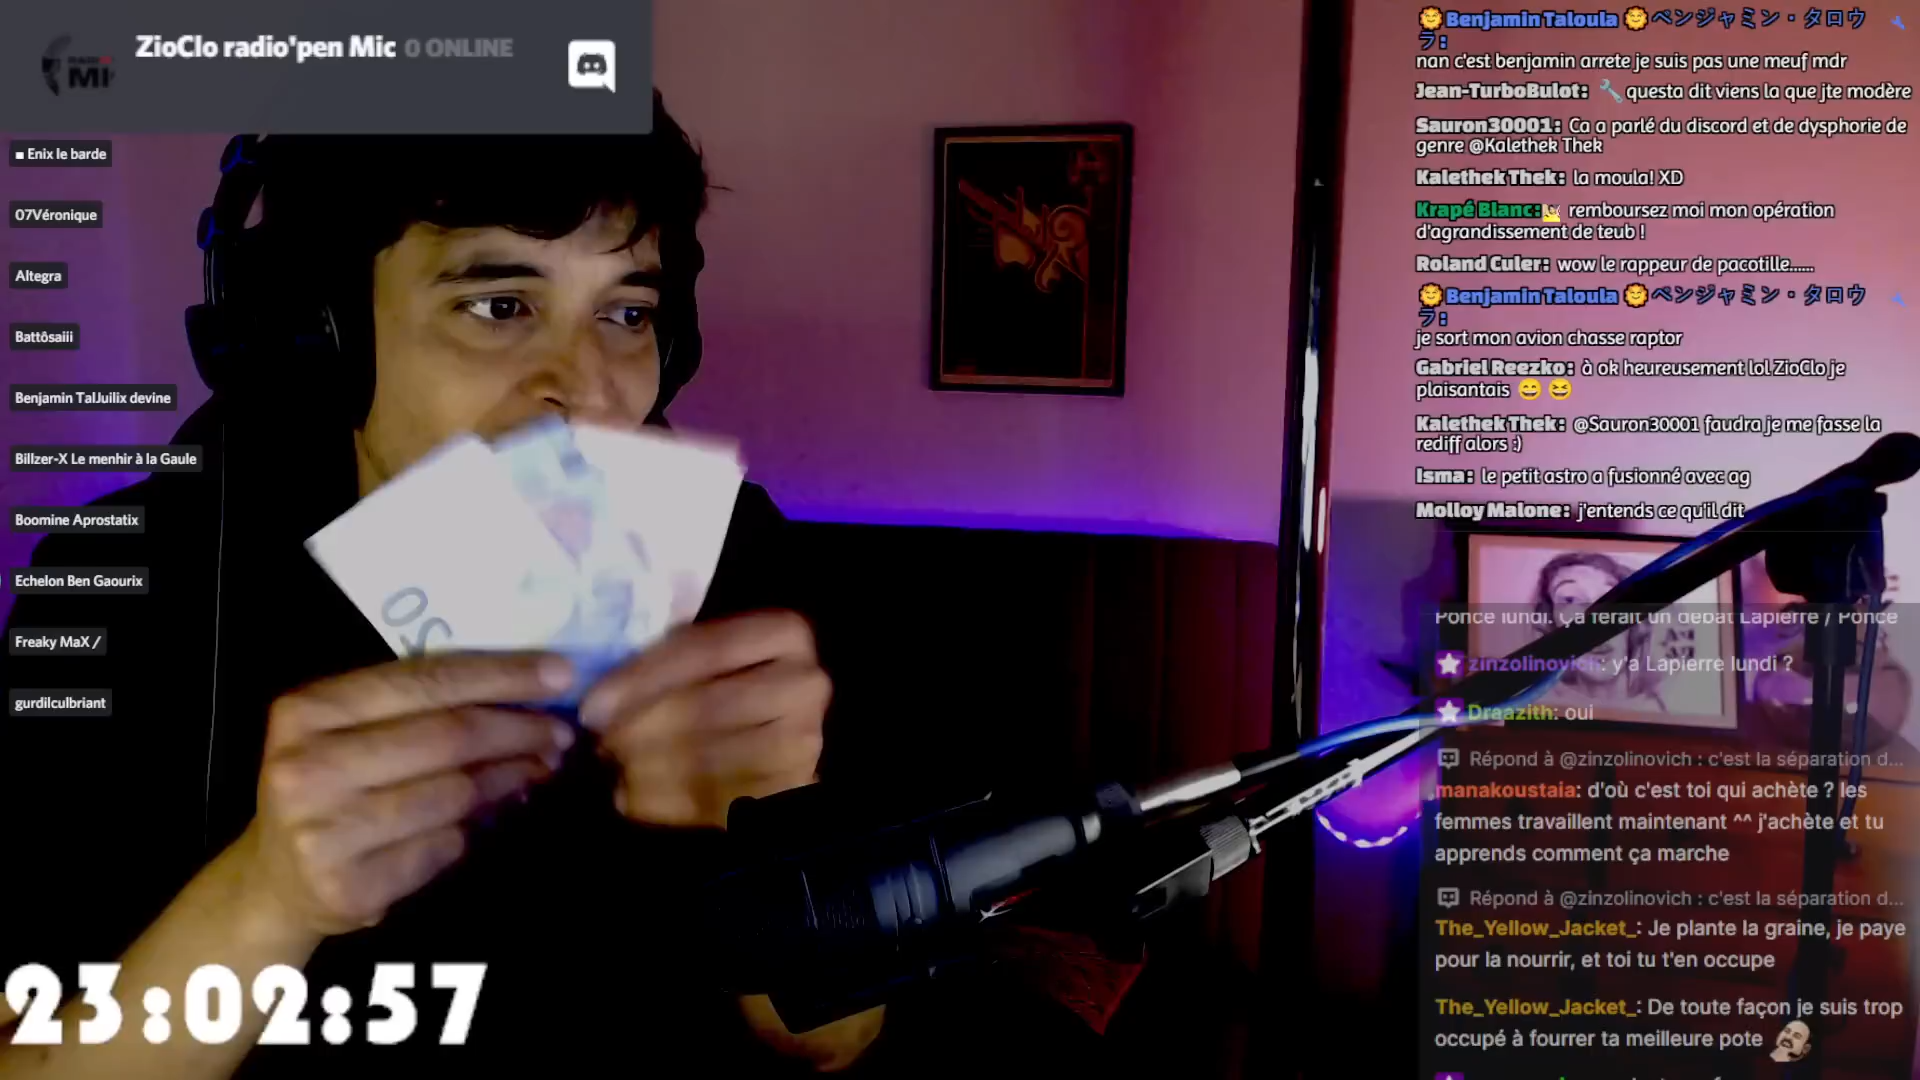 ZioClo radio'pen Mic 0 ONLINE
MI
Enix le barde
07Véronique
Altegra
Battôsaiii
Benjamin TalJuilix devine
Billzer-X Le menhir à la Gaule
Boomine Aprostatix
Echelon Ben Gaourix
Freaky MaX /
gurdilculbriant
20
23:02:57
Benjamin Taloula ベンジャミン・タロウ
ラ:
nan c'est benjamin arrete je suis pas une meuf mdr
Jean-TurboBulot: questa dit viens la que jte modère
Sauron30001: Ca a parlé du discord et de dysphorie de
genre @Kalethek Thek
Kalethek Thek: la moula! XD
Krapé Blanc: remboursez moi mon opération
d'agrandissement de teub !
Roland Culer: wow le rappeur de pacotille......
Benjamin Taloula ベンジャミン・タロウ
ラ:
je sort mon avion chasse raptor
Gabriel Reezko: à ok heureusement lol ZioClo je
plaisantais
Kalethek Thek: @Sauron30001 faudra je me fasse la
rediff alors :)
Isma: le petit astro a fusionné avec ag
Molloy Malone: j'entends ce qu'il dit
Ponce lundi. Ça ferait un débat Lapierre / Ponce
zinzolinovich: y'a Lapierre lundi ?
Draazith: oui
Répond à @zinzolinovich : c'est la séparation d...
manakoustaia: d'où c'est toi qui achète ? les
femmes travaillent maintenant ^^ j'achète et tu
apprends comment ça marche
Répond à @zinzolinovich : c'est la séparation d...
The_Yellow_Jacket_: Je plante la graine, je paye
pour la nourrir, et toi tu t'en occupe
The_Yellow_Jacket_: De toute façon je suis trop
occupé à fourrer ta meilleure pote